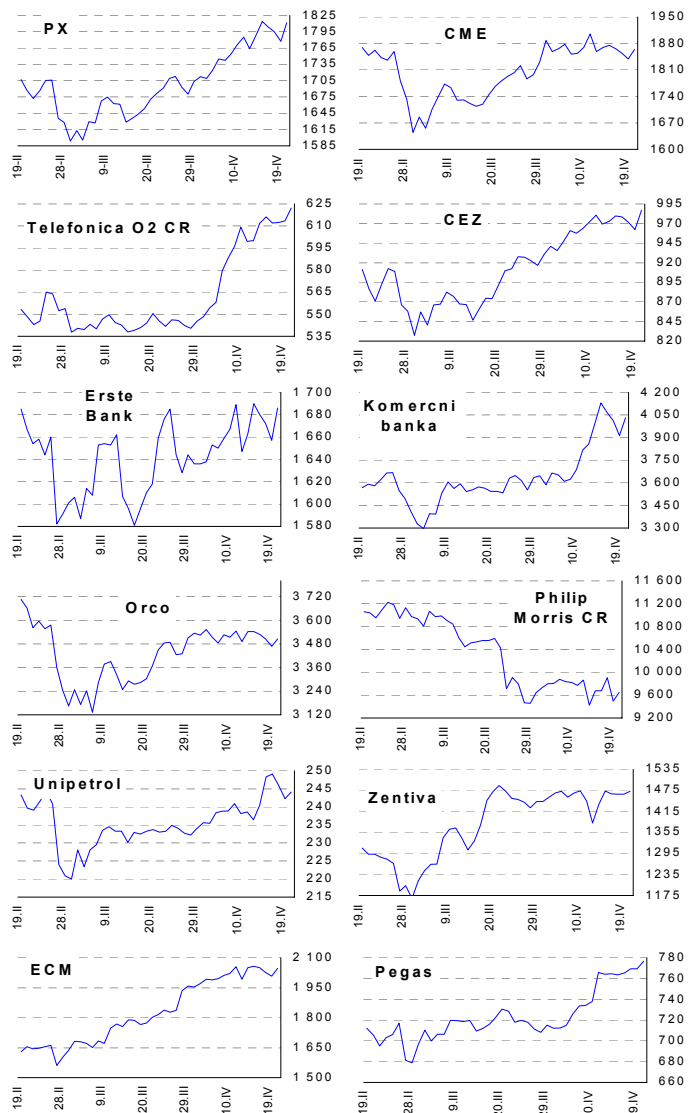 PX
1825
1795
1765
1735
1705
1675
1645
1615
1585
19-II
28-II
9-III
20-III
29-III
10-IV
19-IV
CME
1950
1880
1810
1740
1670
1600
19.II
28.II
9.III
20.III
29.III
10.IV
19.IV
Telefonica O2 CR
625
610
595
580
565
550
535
19.II
28.II
9.III
20.III
29.III
10.IV
19.IV
CEZ
995
970
945
920
895
870
845
820
19.II
28.II
9.III
20.III
29.III
10.IV
19.IV
Erste
Bank
1 700
1 680
1 660
1 640
1 620
1 600
1 580
19.II
28.II
9.III
20.III
29.III
10.IV
19.IV
Komercni
banka
4 200
4 050
3 900
3 750
3 600
3 450
3 300
19.II
28.II
9.III
20.III
29.III
10.IV
19.IV
Orco
3 720
3 600
3 480
3 360
3 240
3 120
19.II
28.II
9.III
20.III
29.III
10.IV
19.IV
Philip
Morris CR
11 600
11 200
10 800
10 400
10 000
9 600
9 200
19.II
28.II
9.III
20.III
29.III
10.IV
19.IV
Unipetrol
250
245
240
235
230
225
220
215
19.II
28.II
9.III
20.III
29.III
10.IV
19.IV
Zentiva
1535
1475
1415
1355
1295
1235
1175
19.II
28.II
9.III
20.III
29.III
10.IV
19.IV
ECM
2 100
1 950
1 800
1 650
1 500
19.II
28.II
9.III
20.III
29.III
10.IV
19.IV
Pegas
780
760
740
720
700
680
660
19.II
28.II
9.III
20.III
29.III
0.IV
9.IV